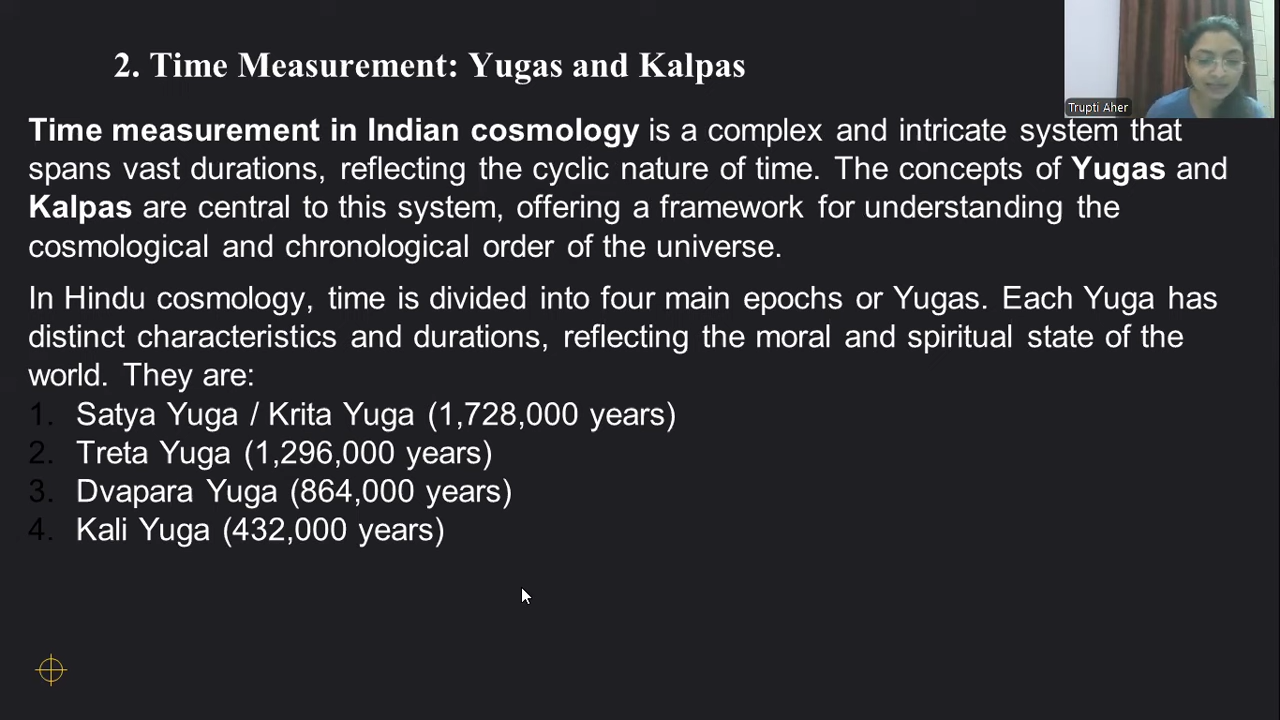 2. Time Measurement: Yugas and Kalpas
Trupti Aher
Time measurement in Indian cosmology is a complex and intricate system that
spans vast durations, reflecting the cyclic nature of time. The concepts of Yugas and
Kalpas are central to this system, offering a framework for understanding the
cosmological and chronological order of the universe.
In Hindu cosmology, time is divided into four main epochs or Yugas. Each Yuga has
distinct characteristics and durations, reflecting the moral and spiritual state of the
world. They are:
1. Satya Yuga / Krita Yuga (1,728,000 years)
2. Treta Yuga (1,296,000 years)
3. Dvapara Yuga (864,000 years)
4. Kali Yuga (432,000 years)